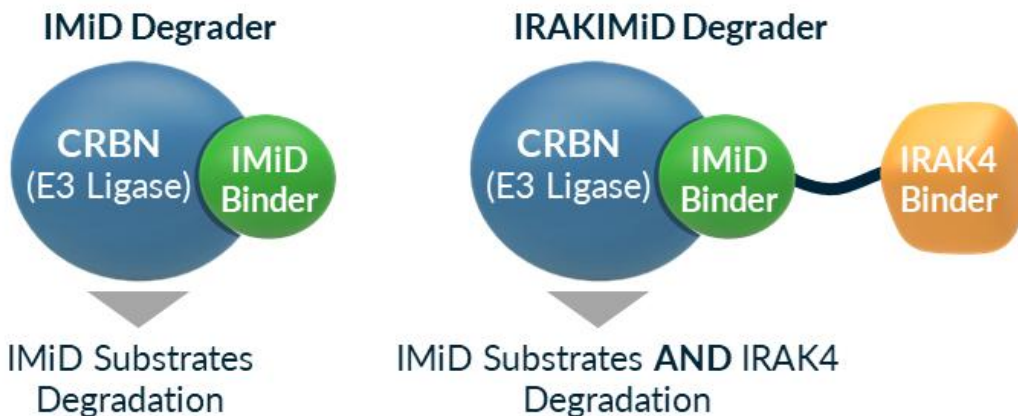 IMiD Degrader
CRBN
(E3 Ligase)
IMiD
Binder
IMiD Substrates
Degradation
IRAKIMiD Degrader
CRBN
(E3 Ligase)
IMiD
Binder
IRAK4
Binder
IMiD Substrates AND IRAK4
Degradation